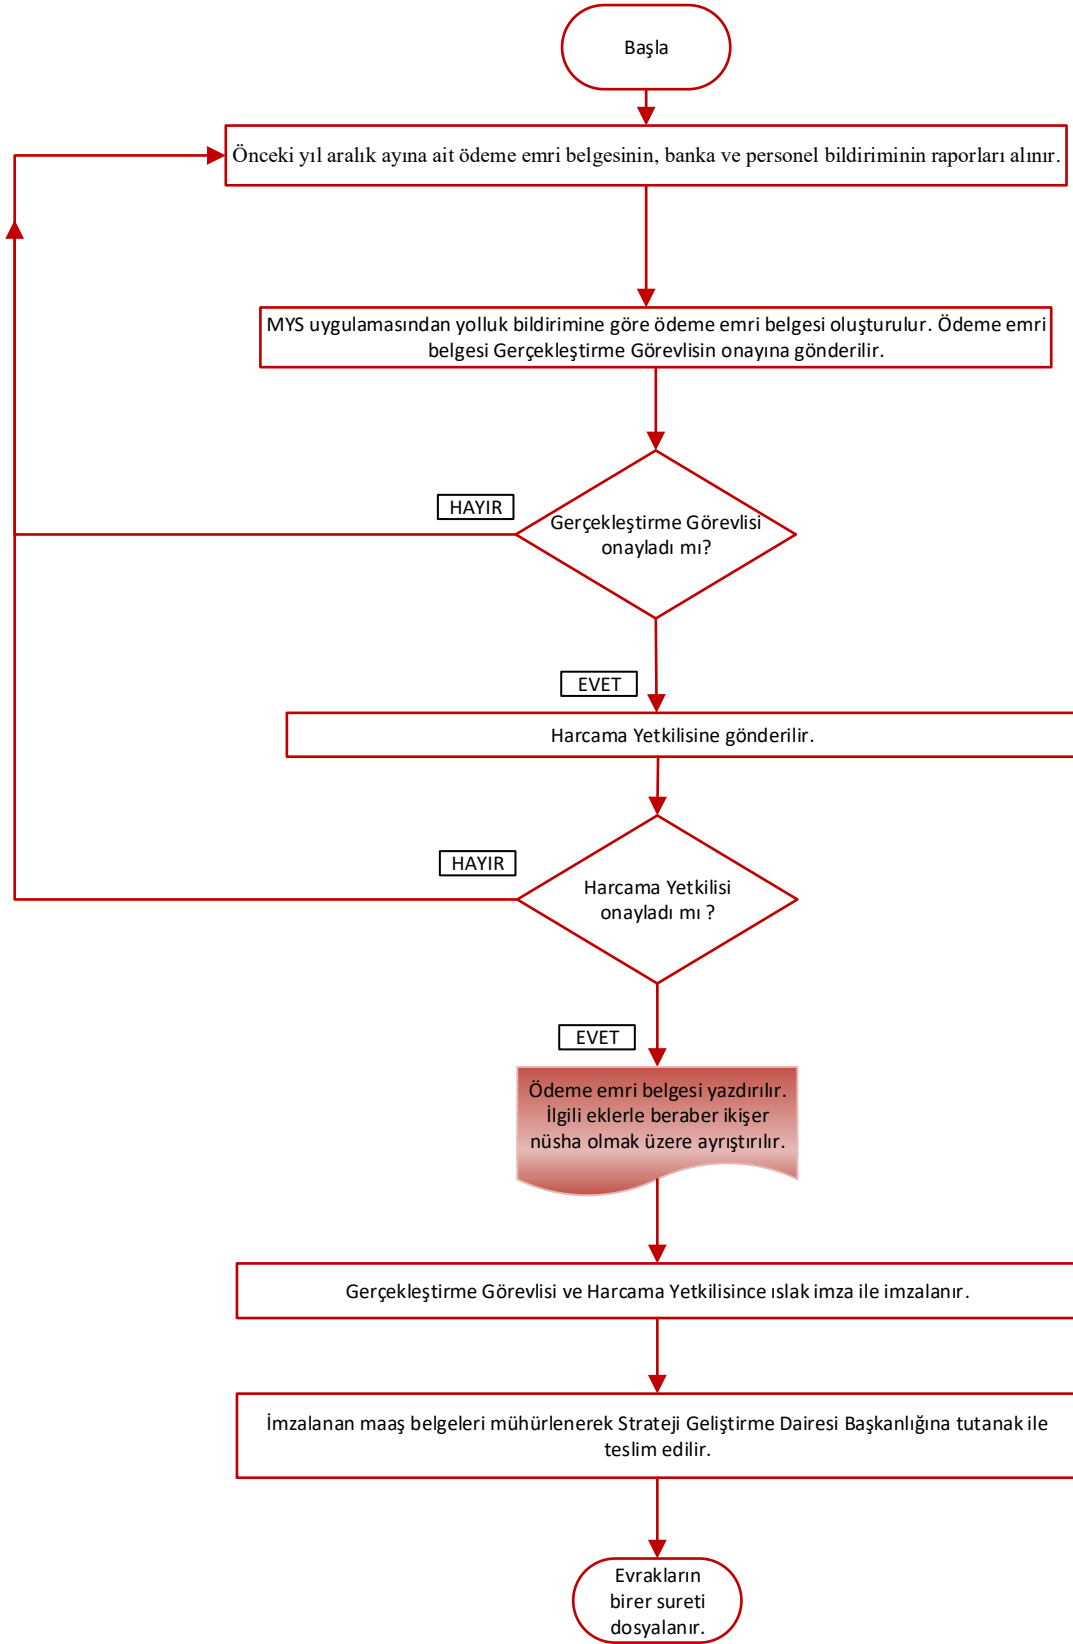 Başla
Önceki yıl aralık ayına ait ödeme emri belgesinin, banka ve personel bildiriminin raporları alınır.
MYS uygulamasından yolluk bildirimine göre ödeme emri belgesi oluşturulur. Ödeme emri
belgesi Gerçekleştirme Görevlisin onayına gönderilir.
HAYIR
Gerçekleştirme Görevlisi
onayladı mı?
EVET
Harcama Yetkilisine gönderilir.
HAYIR
Harcama Yetkilisi
onayladı mı ?
EVET
Ödeme emri belgesi yazdırılır.
İlgili eklerle beraber ikişer
nüsha olmak üzere ayrıştırılır.
Gerçekleştirme Görevlisi ve Harcama Yetkilisince ıslak imza ile imzalanır.
İmzalanan maaş belgeleri mühürlenerek Strateji Geliştirme Dairesi Başkanlığına tutanak ile
teslim edilir.
Evrakların
birer sureti
dosyalanır.